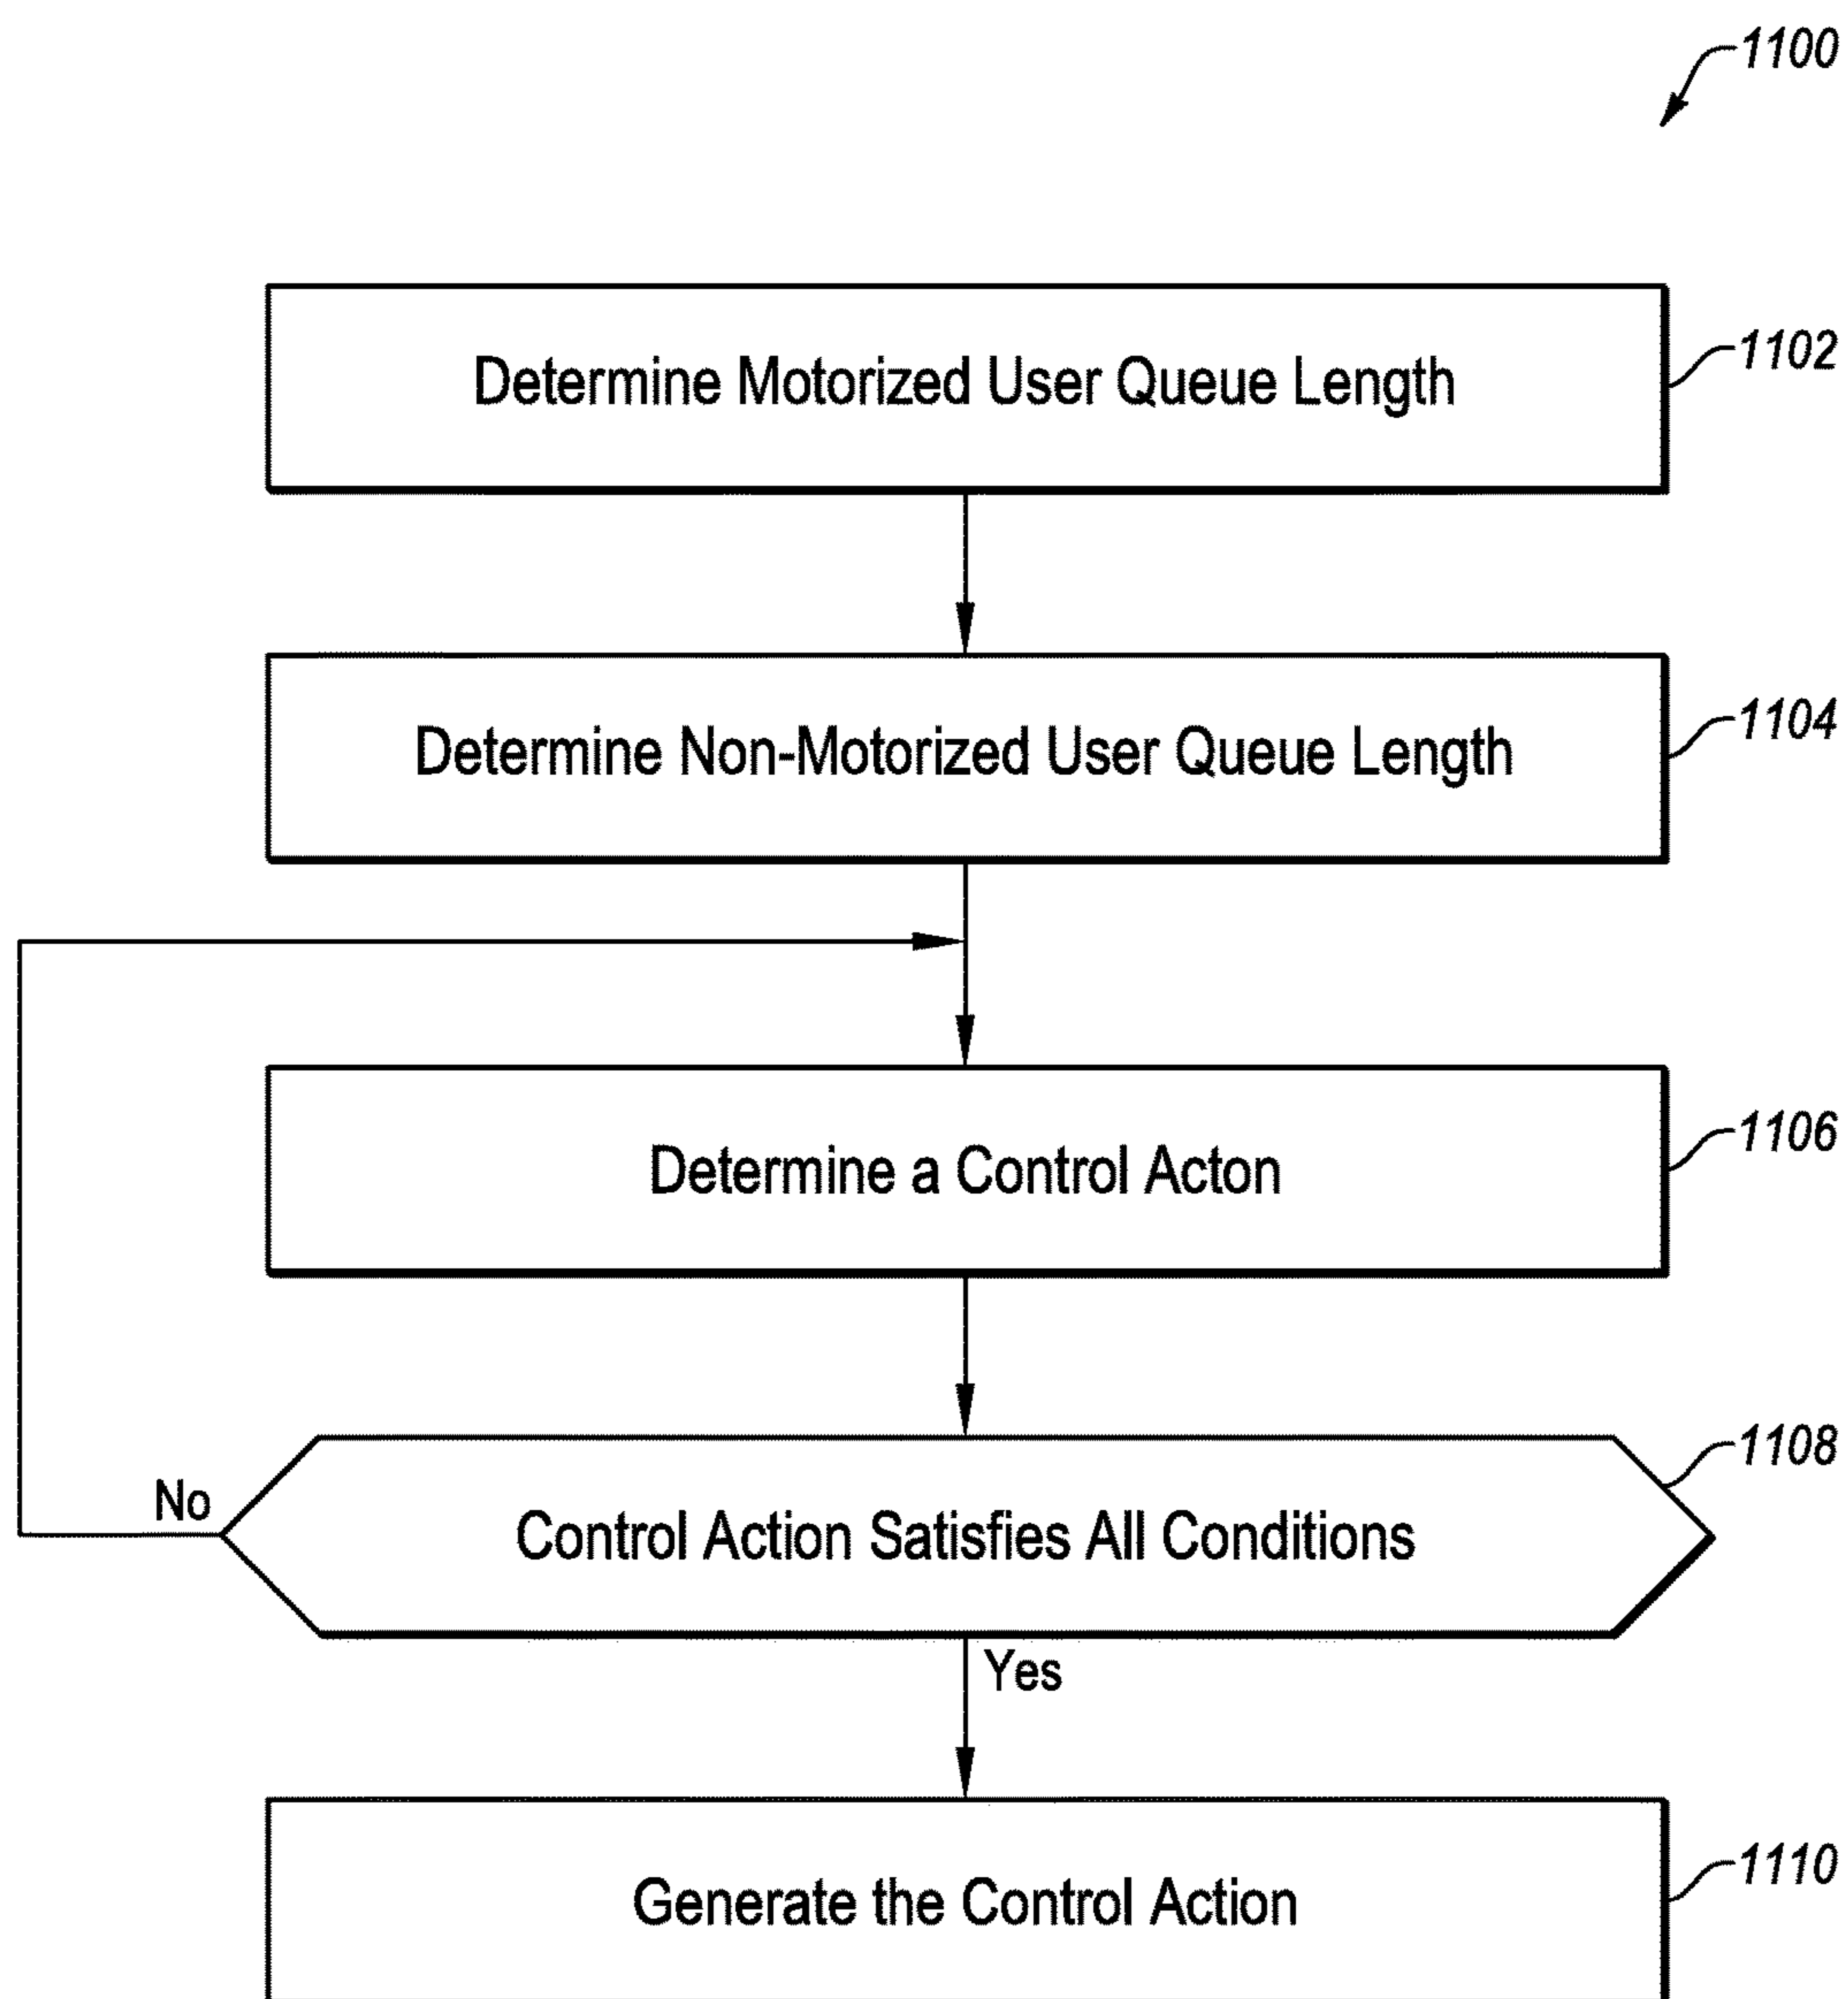 1100
Determine Motorized User Queue Length
1102
Determine Non-Motorized User Queue Length
1104
Determine a Control Acton
1106
Control Action Satisfies All Conditions
1108
No
Yes
Generate the Control Action
1110